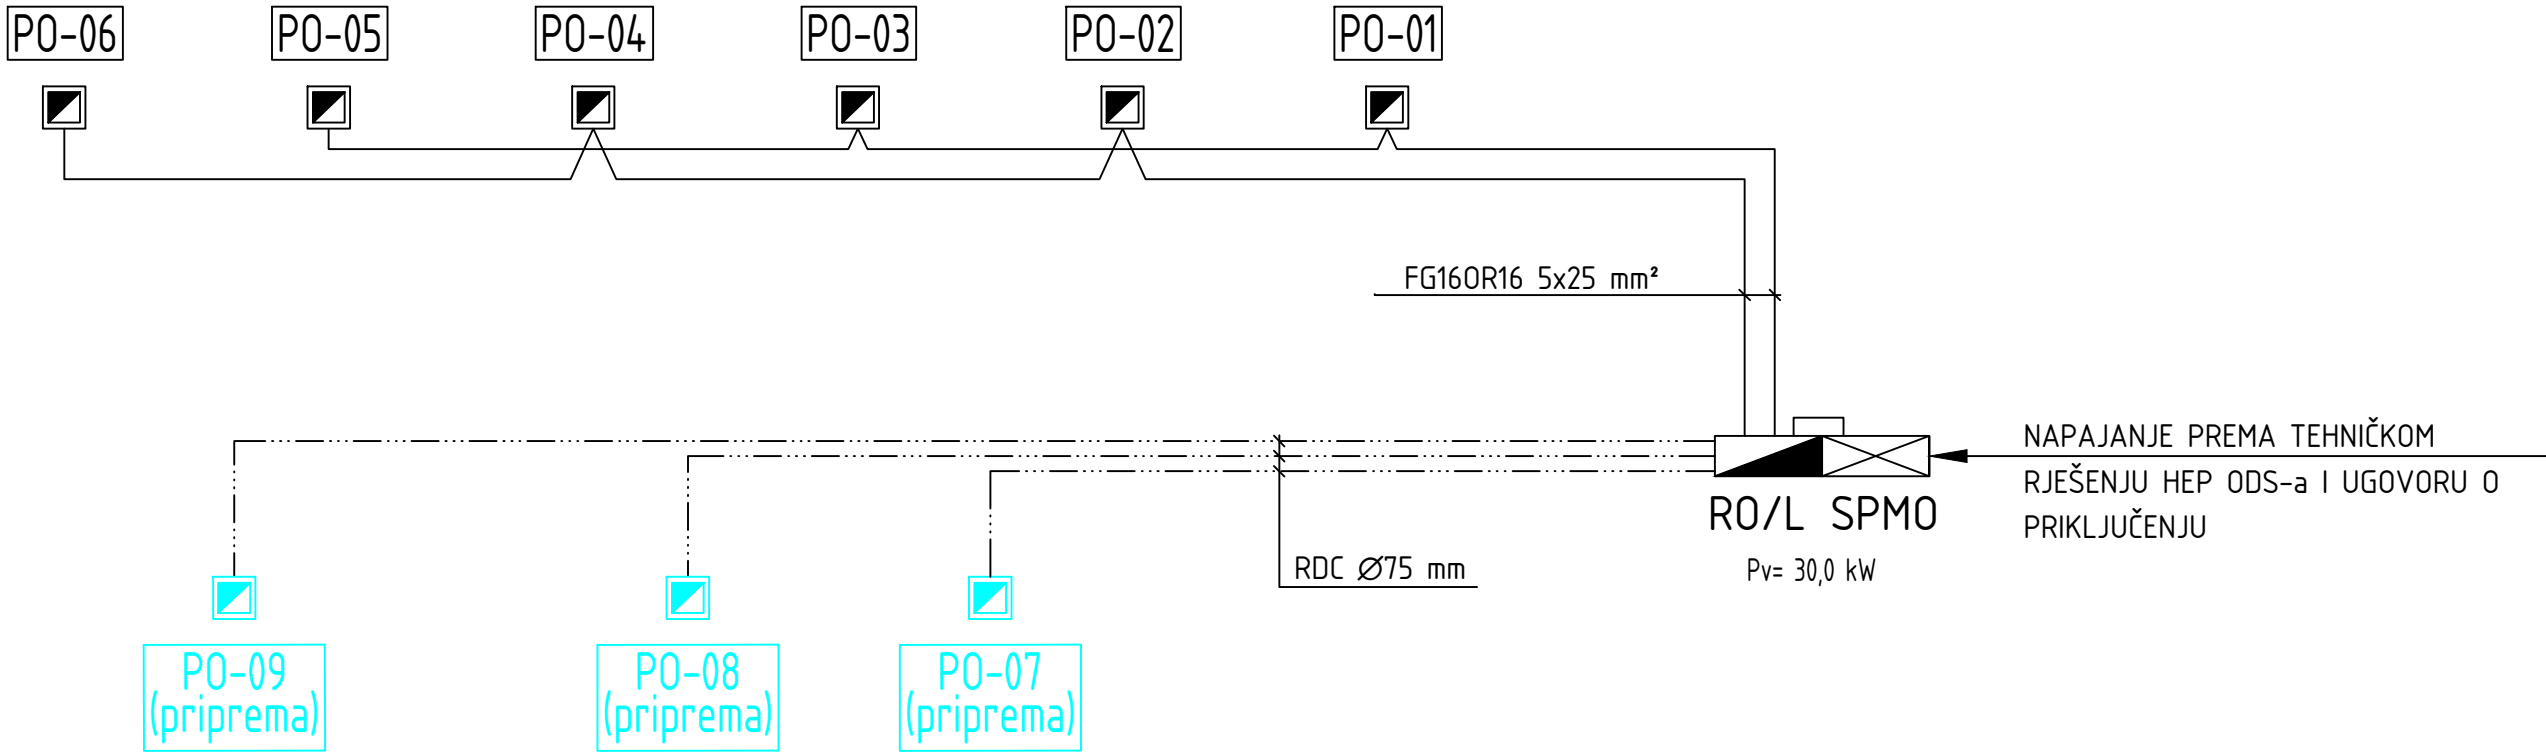 PO-06
PO-05
PO-04
PO-03
PO-02
PO-01
FG16OR16 5x25 mm²
NAPAJANJE PREMA TEHNIČKOM
RJEŠENJU HEP ODS-a I UGOVORU O
PRIKLJUČENJU
RO/L SPMO
Pv= 30,0 kW
RDC Ø75 mm
PO-09
(priprema)
PO-08
(priprema)
PO-07
(priprema)